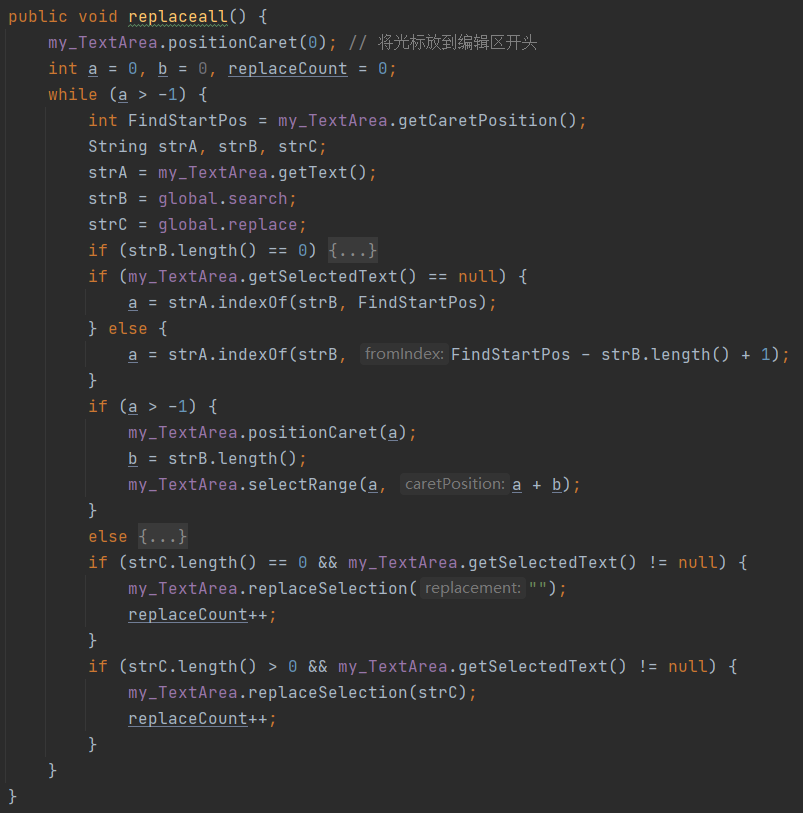 public void replaceall() {
my_TextArea.positionCaret(0); // 将光标放到编辑区开头
int a = 0, b = 0, replaceCount = 0;
while (a > -1) {
int FindStartPos = my_TextArea.getCaretPosition();
String strA, strB, strC;
strA = my_TextArea.getText();
strB = global.search;
strC = global.replace;
if (strB.length() == 0) {...}
if (my_TextArea.getSelectedText() == null) {
a = strA.indexOf(strB, FindStartPos);
} else {
a = strA.indexOf(strB, fromIndex: FindStartPos - strB.length() + 1);
}
if (a > -1) {
my_TextArea.positionCaret(a);
b = strB.length();
my_TextArea.selectRange(a, caretPosition: a + b);
}
else {...}
if (strC.length() == 0 && my_TextArea.getSelectedText() != null) {
my_TextArea.replaceSelection( replacement: "");
replaceCount++;
}
if (strC.length() > 0 && my_TextArea.getSelectedText() != null) {
my_TextArea.replaceSelection(strC);
replaceCount++;
}
}
}